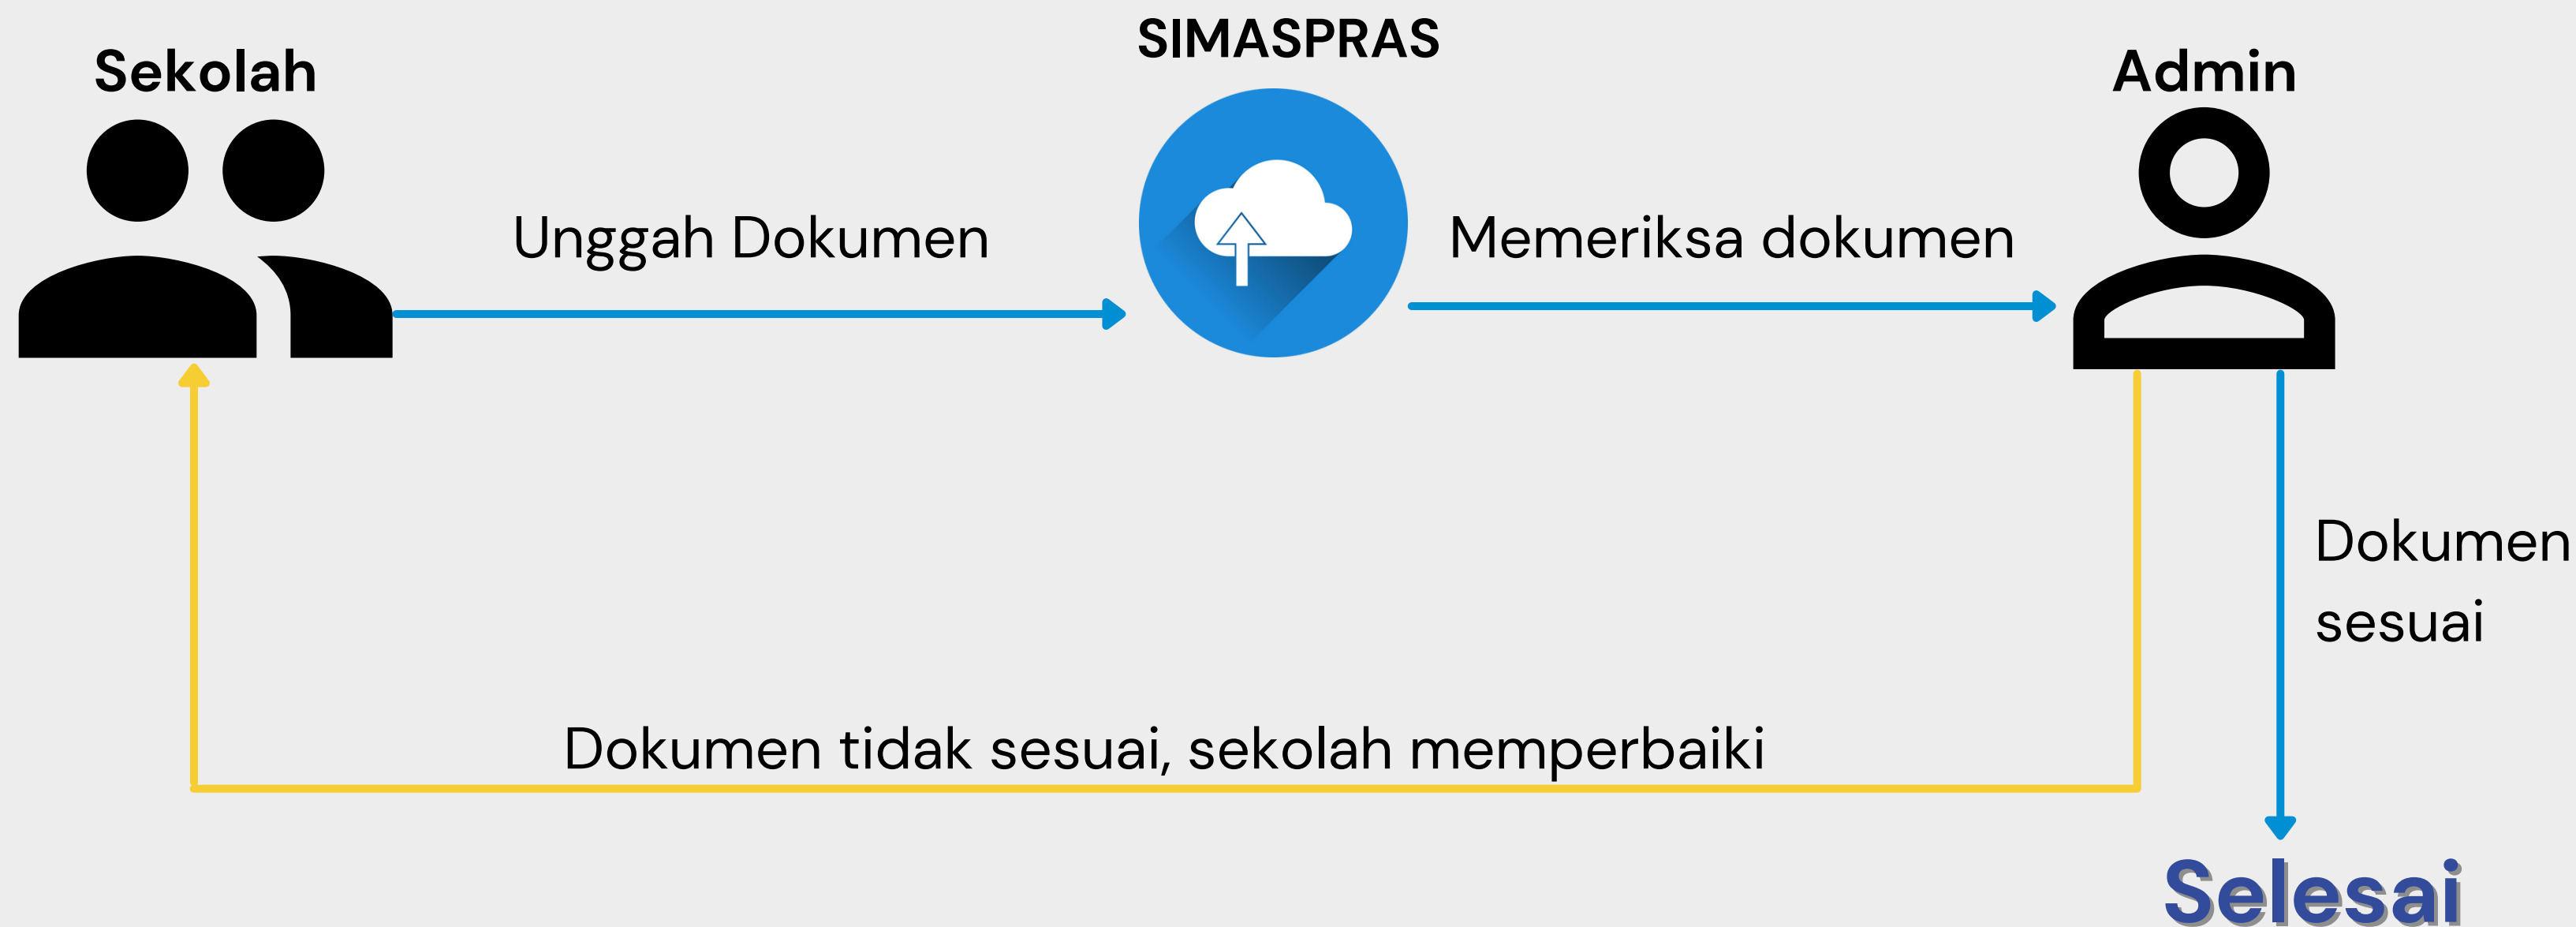 SIMASPRAS
Sekolah
Admin
Unggah Dokumen
Memeriksa dokumen
Dokumen
sesuai
Dokumen tidak sesuai, sekolah memperbaiki
Selesai